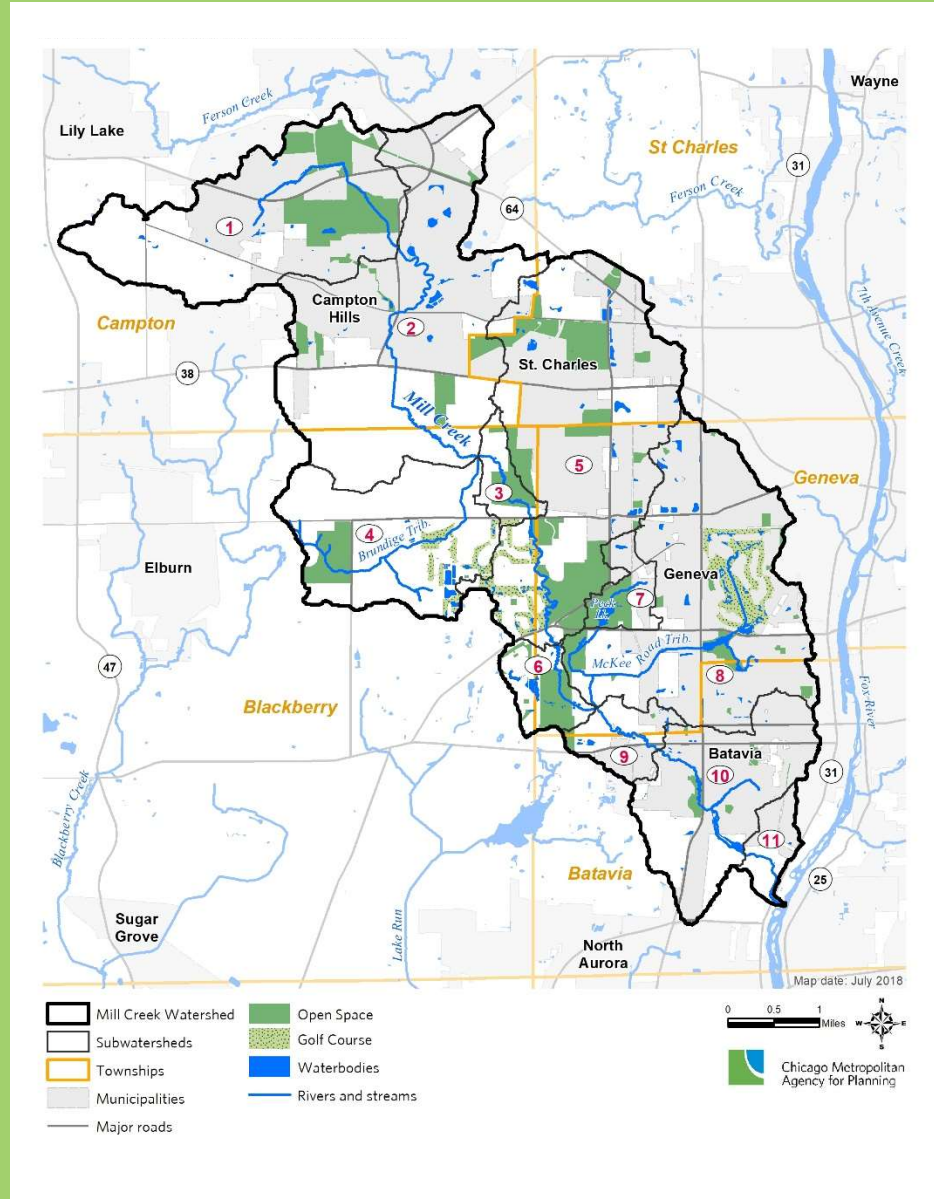 Wayne
Ferson Creek
Lily Lake
St Charles
31
Ferson Creek
64
1
7th Avenue Creek
Campton
Hills
Campton
2
St. Charles
38
Mill Creek
5
Geneva
3
4
Brundige Trib.
Elburn
Geneva
Peck
Lk.
7
McKee Road Trib.
47
6
8
Blackberry
Fox River
9
Batavia
10
31
Blackberry Creek
11
Batavia
25
Sugar
Grove
Lake Run
North
Aurora
Map date: July 2018
Mill Creek Watershed
Subwatersheds
Townships
Municipalities
Major roads
Open Space
Golf Course
Waterbodies
Rivers and streams
0 0.5 1
Miles
N
W E
S
Chicago Metropolitan
Agency for Planning